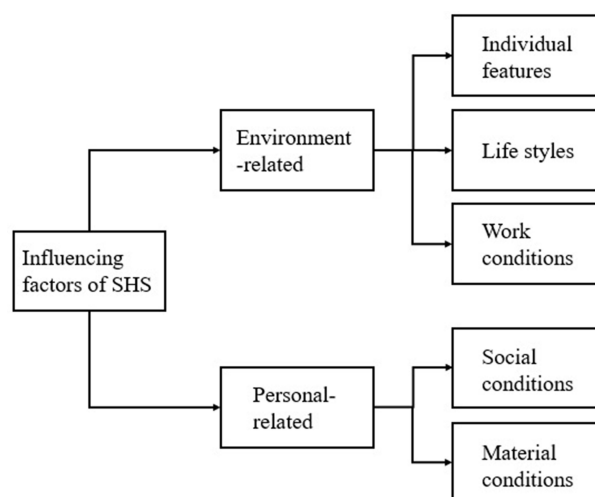 Influencing
factors of SHS
Environment
-related
Individual
features
Life styles
Work
conditions
Personal-
related
Social
conditions
Material
conditions